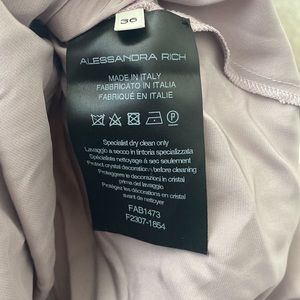 36
ALESSANDRA RICH
MADE IN ITALY
FABBRICATO IN ITALIA
FABRIQUÉ EN ITALIE
Specialist dry clean only
Lavaggio a secco in tintoria specializzata
Spécialiste nettoyage à sec seulement
Protect crystal decorations before cleaning
Proteggere le decorazioni in cristal
prima del lavaggio
Protégez les décorations en cristal
avant de nettoyer
FAB1473
F2307-1854